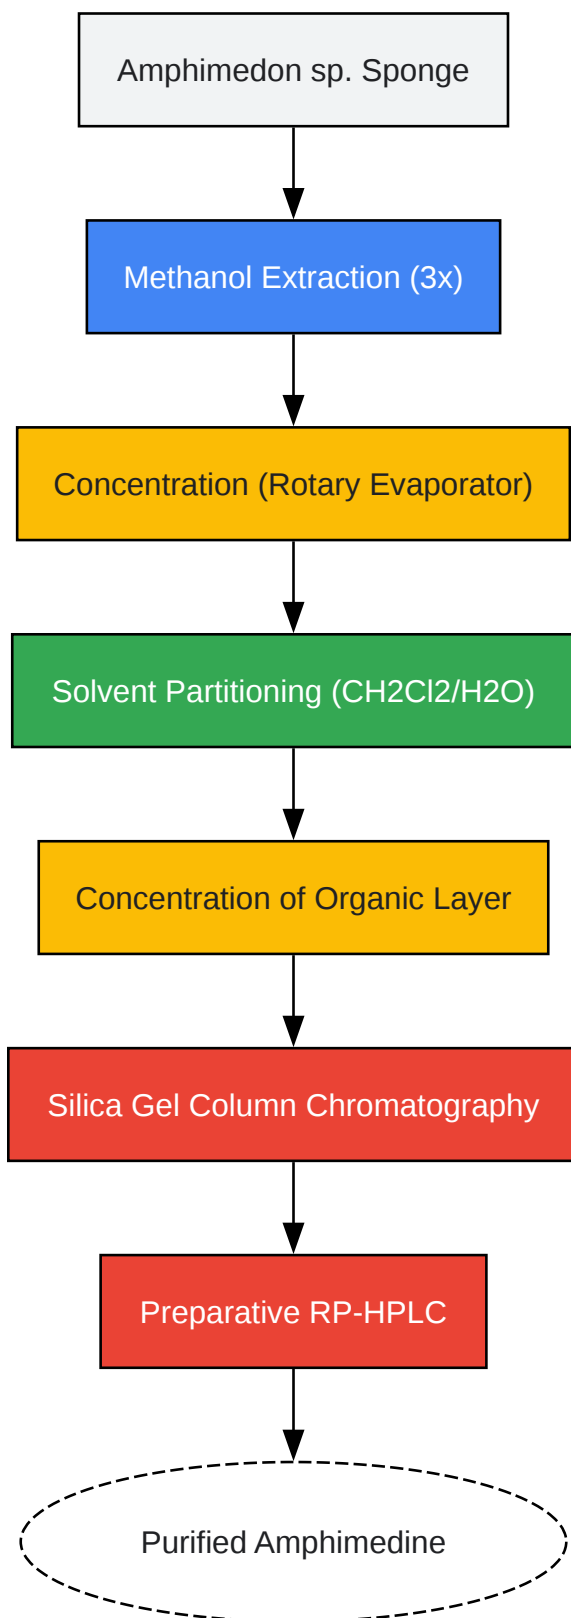 Amphimedon sp. Sponge
Methanol Extraction (3x)
Concentration (Rotary Evaporator)
Solvent Partitioning (CH2Cl2/H2O)
Concentration of Organic Layer
Silica Gel Column Chromatography
Preparative RP-HPLC
Purified Amphimedine